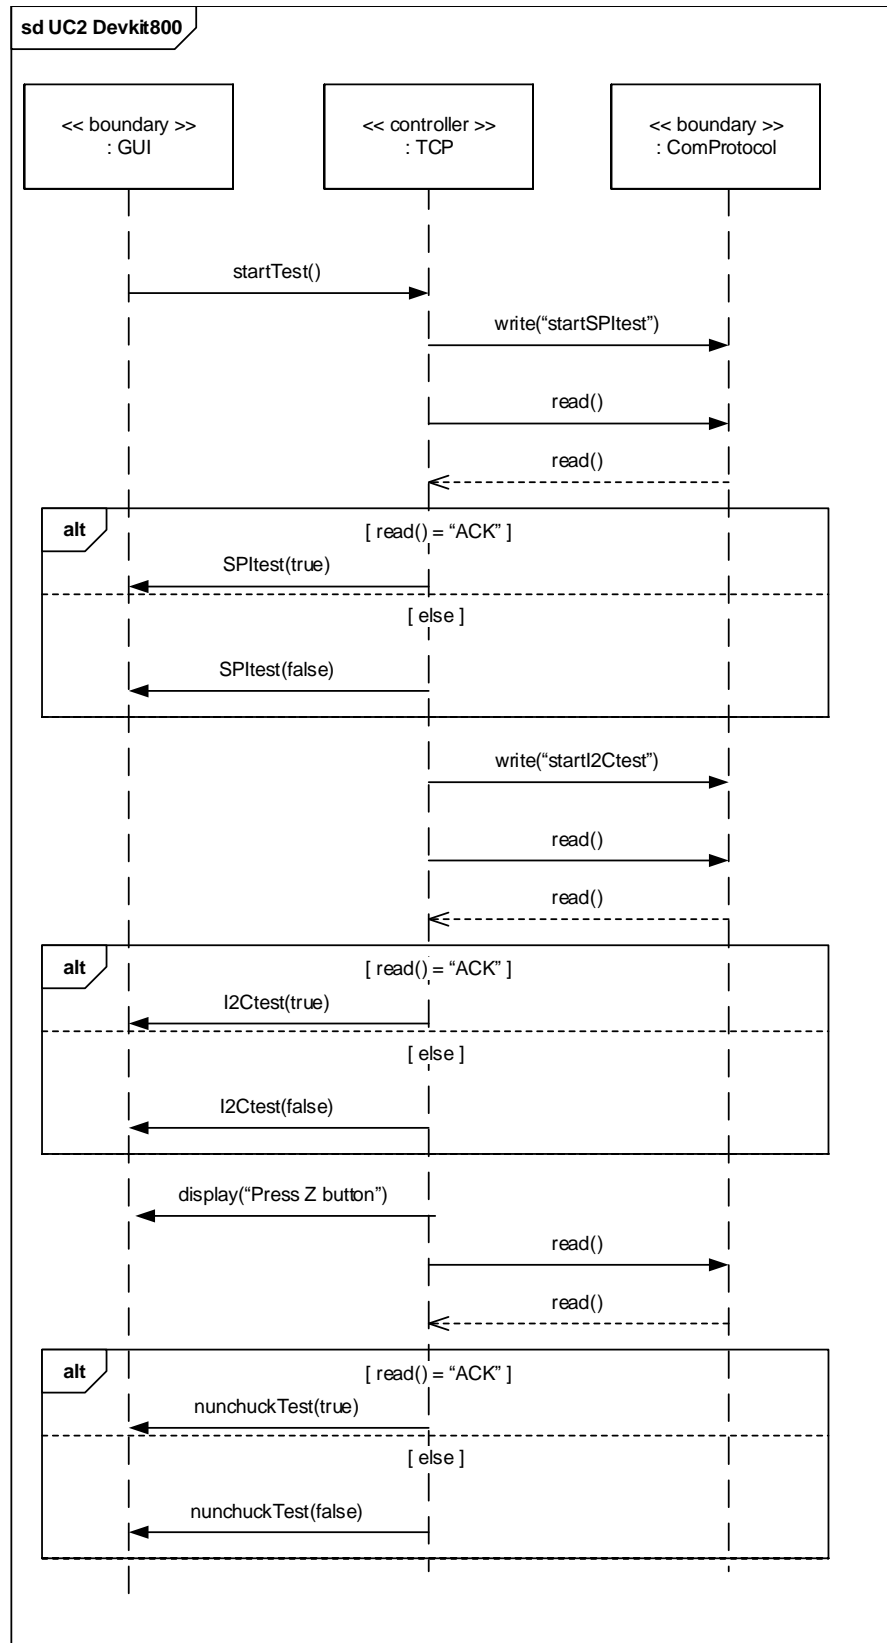 sd UC2 Devkit800
<< boundary >>
: GUI
<< controller >>
: TCP
<< boundary >>
: ComProtocol
startTest()
write(“startSPItest”)
read()
read()
alt
[ read() = “ACK” ]
SPItest(true)
[ else ]
SPItest(false)
write(“startI2Ctest”)
read()
read()
alt
[ read() = “ACK” ]
I2Ctest(true)
[ else ]
I2Ctest(false)
display(“Press Z button”)
read()
read()
alt
[ read() = “ACK” ]
nunchuckTest(true)
[ else ]
nunchuckTest(false)